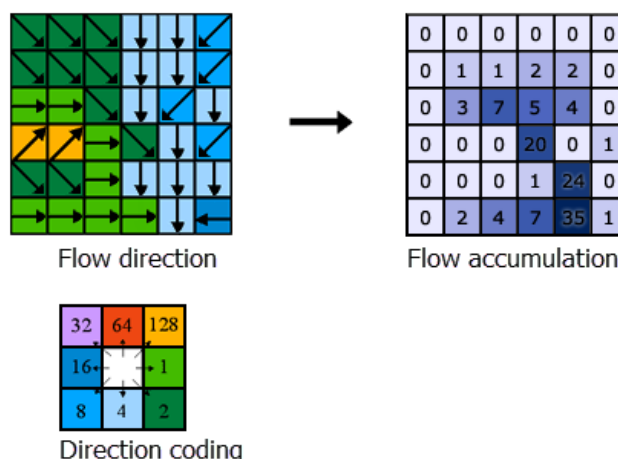 0 0 0 0 0 0
0 1 1 2 2 0
0 3 7 5 4 0
0 0 0 20 0 1
0 0 0 1 24 0
0 2 4 7 35 1
Flow direction
Flow accumulation
32 64 128
16 1
8 4 2
Direction coding